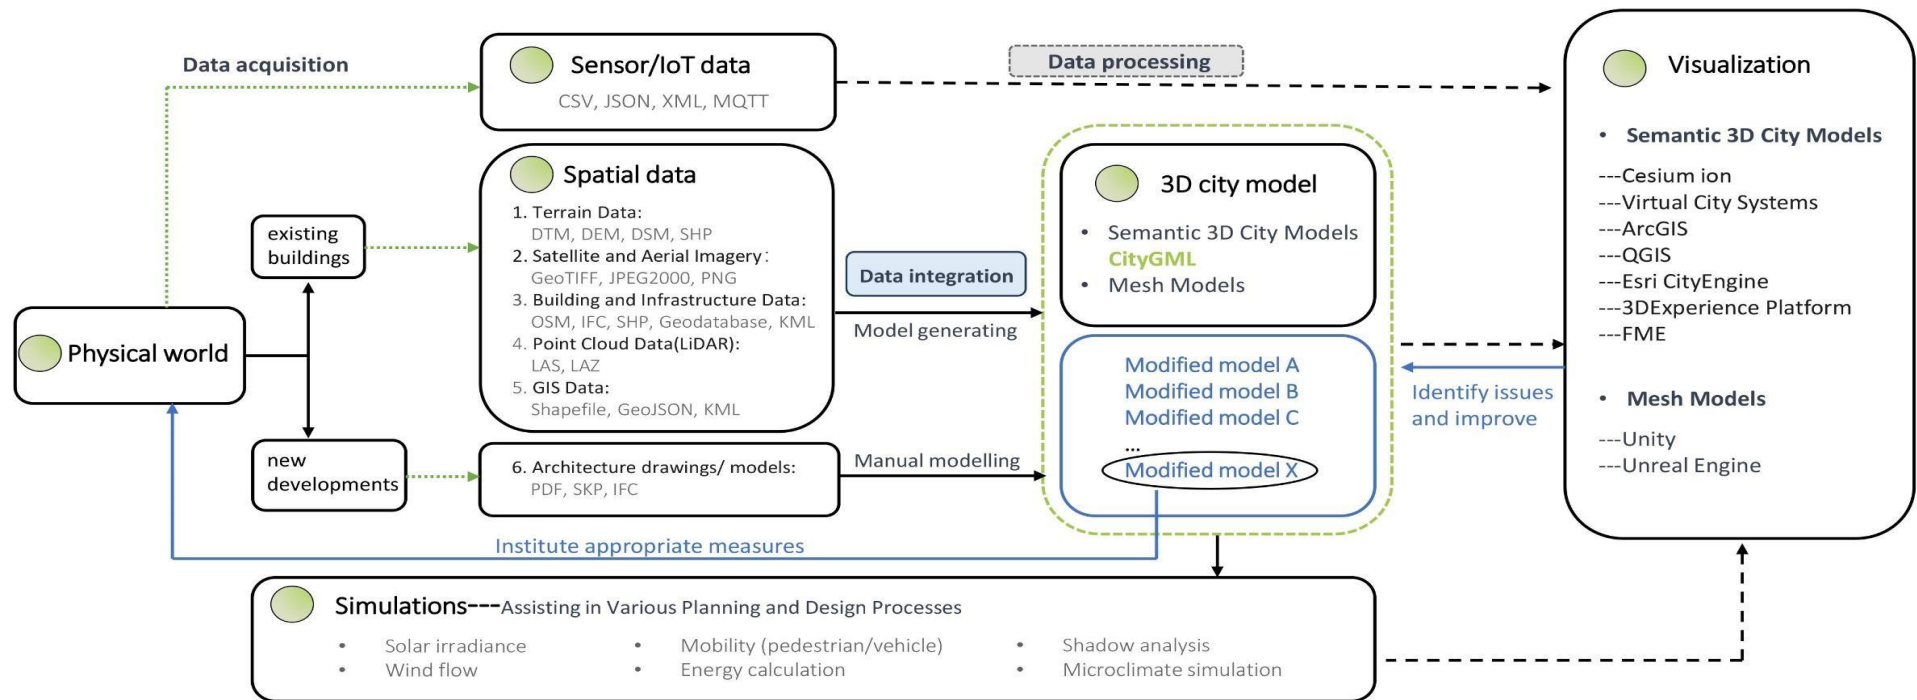 Data acquisition
Sensor/IoT data
CSV, JSON, XML, MQTT
Data processing
Physical world
existing
buildings
new
developments
Spatial data
1. Terrain Data:
DTM, DEM, DSM, SHP
2. Satellite and Aerial Imagery:
GeoTIFF, JPEG2000, PNG
3. Building and Infrastructure Data:
OSM, IFC, SHP, Geodatabase, KML
4. Point Cloud Data(LiDAR):
LAS, LAZ
5. GIS Data:
Shapefile, GeoJSON, KML
6. Architecture drawings/ models:
PDF, SKP, IFC
Data integration
Model generating
Manual modelling
3D city model
• Semantic 3D City Models
CityGML
• Mesh Models
Modified model A
Modified model B
Modified model C
...
Modified model X
Identify issues
and improve
Visualization
• Semantic 3D City Models
---Cesium ion
---Virtual City Systems
---ArcGIS
---QGIS
---Esri CityEngine
---3DExperience Platform
---FME
• Mesh Models
---Unity
---Unreal Engine
Institute appropriate measures
Simulations---Assisting in Various Planning and Design Processes
• Solar irradiance
• Wind flow
• Mobility (pedestrian/vehicle)
• Energy calculation
• Shadow analysis
• Microclimate simulation